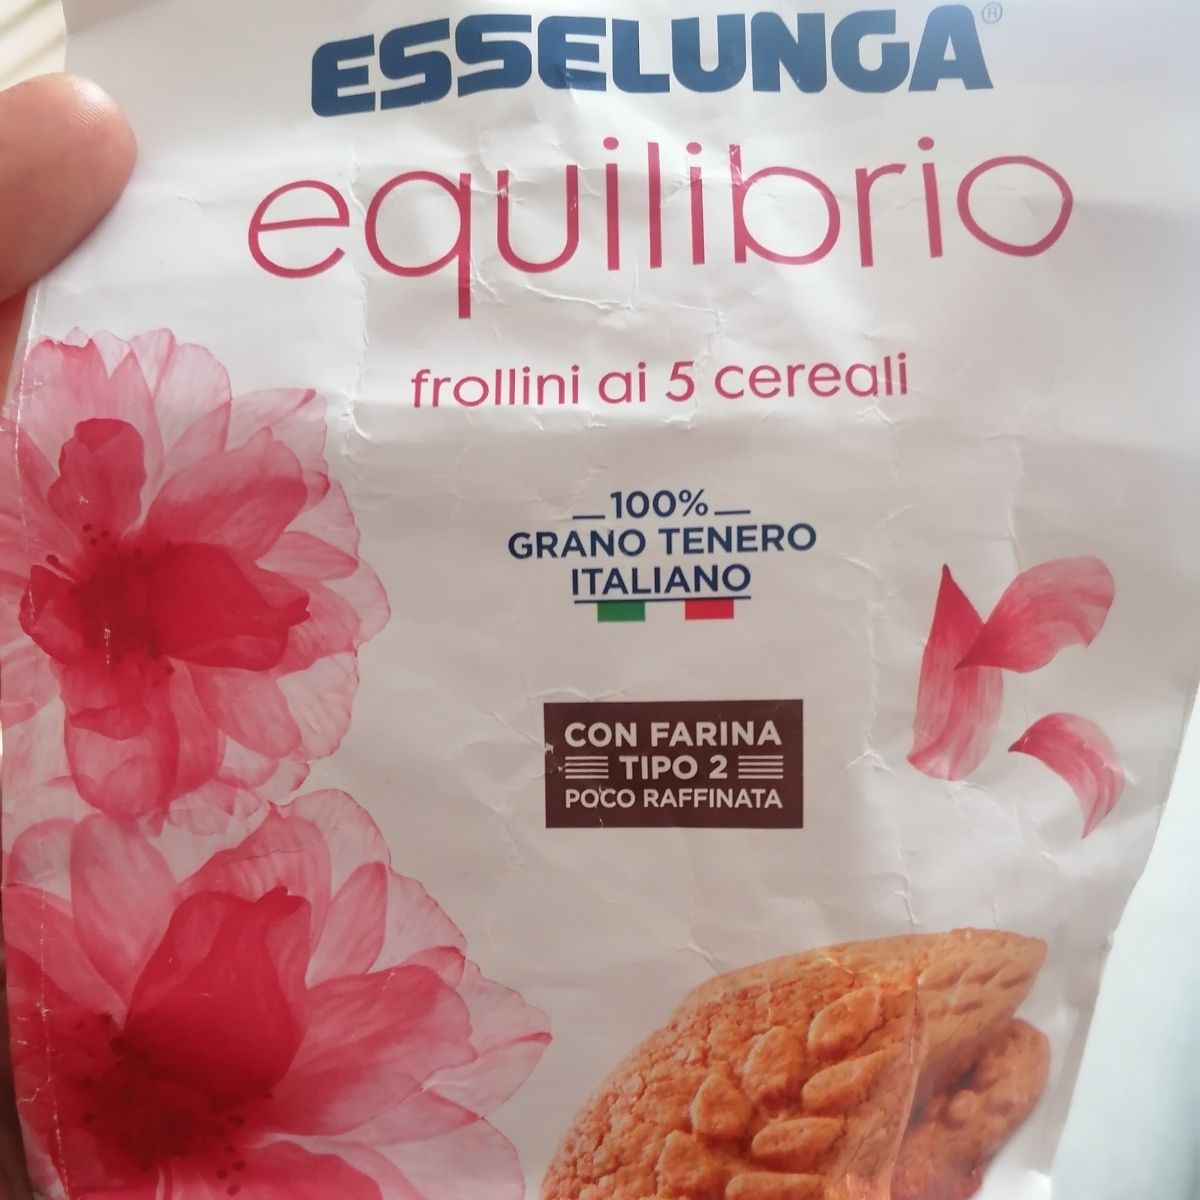 ESSELUNGA®
equilibrio
frollini ai 5 cereali
100%
GRANO TENERO
ITALIANO
CON FARINA
TIPO 2
POCO RAFFINATA